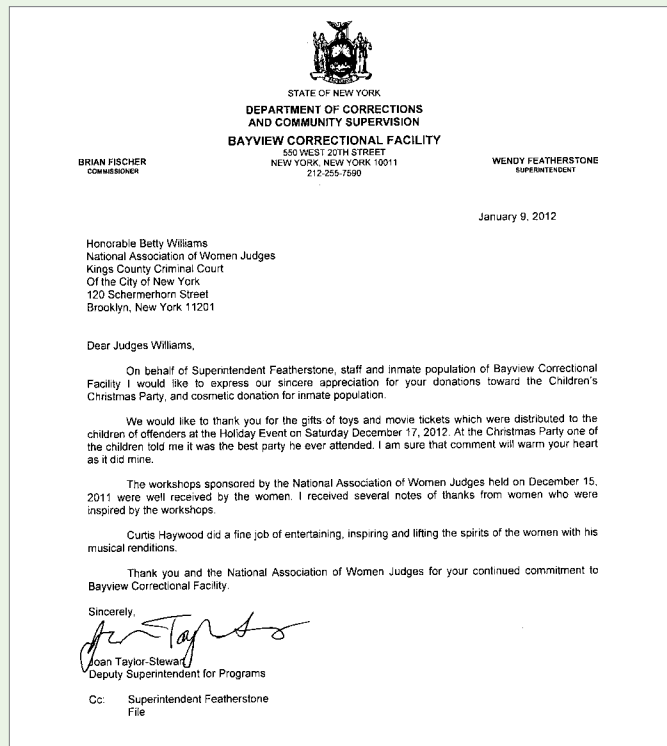 STATE OF NEW YORK
DEPARTMENT OF CORRECTIONS
AND COMMUNITY SUPERVISION
BAYVIEW CORRECTIONAL FACILITY
550 WEST 20TH STREET
NEW YORK, NEW YORK 10011
212-255-7590
BRIAN FISCHER
COMMISSIONER
WENDY FEATHERSTONE
SUPERINTENDENT
January 9, 2012
Honorable Betty Williams
National Association of Women Judges
Kings County Criminal Court
Of the City of New York
120 Schermerhorn Street
Brooklyn, New York 11201
Dear Judges Williams,
On behalf of Superintendent Featherstone, staff and inmate population of Bayview Correctional
Facility I would like to express our sincere appreciation for your donations toward the Children's
Christmas Party, and cosmetic donation for inmate population.
We would like to thank you for the gifts of toys and movie tickets which were distributed to the
children of offenders at the Holiday Event on Saturday December 17, 2012. At the Christmas Party one of
the children told me it was the best party he ever attended. I am sure that comment will warm your heart
as it did mine.
The workshops sponsored by the National Association of Women Judges held on December 15,
2011 were well received by the women. I received several notes of thanks from women who were
inspired by the workshops.
Curtis Haywood did a fine job of entertaining, inspiring and lifting the spirits of the women with his
musical renditions.
Thank you and the National Association of Women Judges for your continued commitment to
Bayview Correctional Facility.
Sincerely,
Joan Taylor-Stewart
Deputy Superintendent for Programs
Cc: Superintendent Featherstone
File